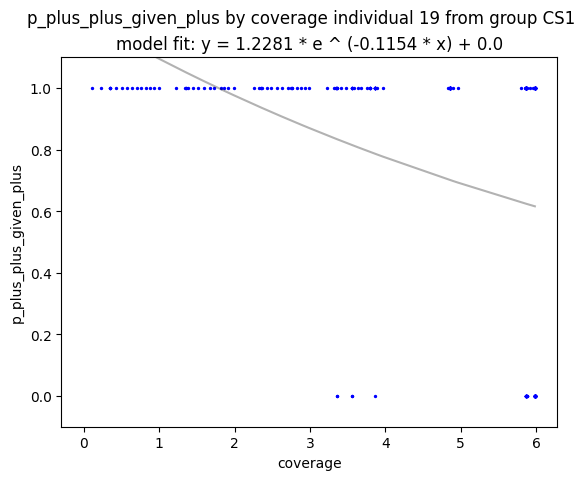 p_plus_plus_given_plus by coverage individual 19 from group CS1
model fit: y = 1.2281 * e ^ (-0.1154 * x) + 0.0
1.0
0.8
0.6
0.4
0.2
0.0
p_plus_plus_given_plus
0 1 2 3 4 5 6
coverage